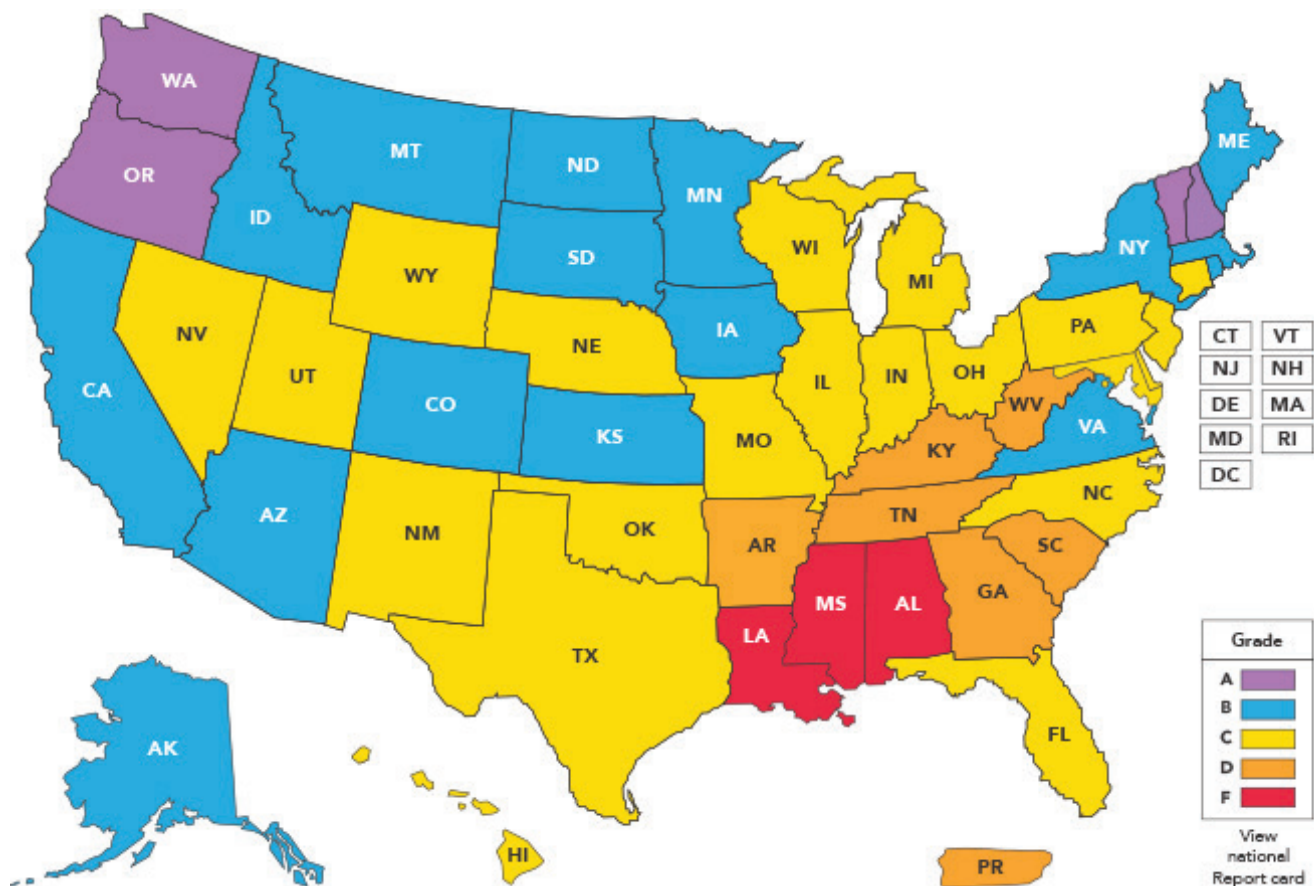 WA
OR
ID
MT
ND
MN
SD
WY
NV
UT
CA
CO
NE
IA
KS
AZ
NM
OK
TX
MO
AR
LA
MS
AL
GA
FL
SC
NC
TN
KY
WV
VA
OH
IN
IL
WI
MI
PA
NY
ME
AK
HI
PR
CT VT
NJ NH
DE MA
MD RI
DC
Grade
A
B
C
D
F
View
national
Report card